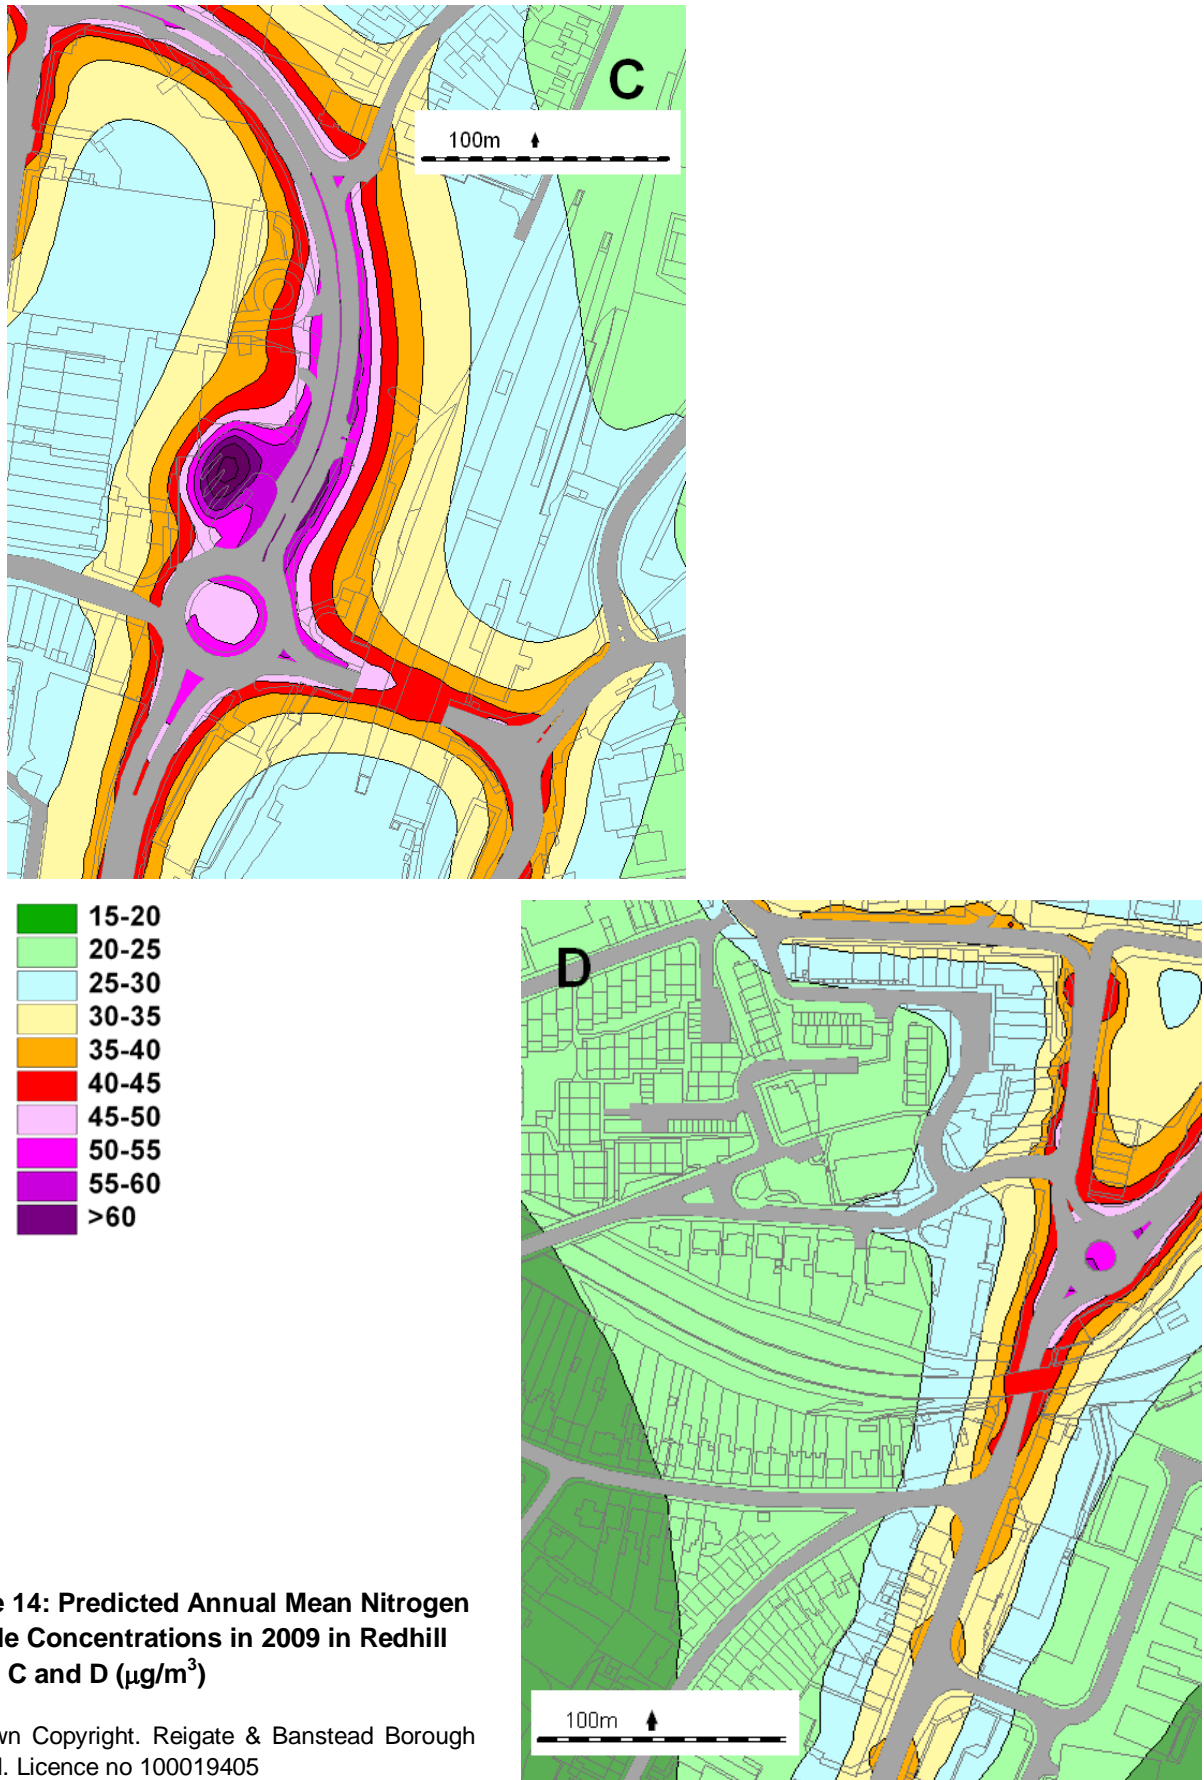 C
100m
15-20
20-25
25-30
30-35
35-40
40-45
45-50
50-55
55-60
>60
D
100m
14: Predicted Annual Mean Nitrogen
Concentrations in 2009 in Redhill
C and D (µg/m³)
Copyright. Reigate & Banstead Borough
Licence no 100019405